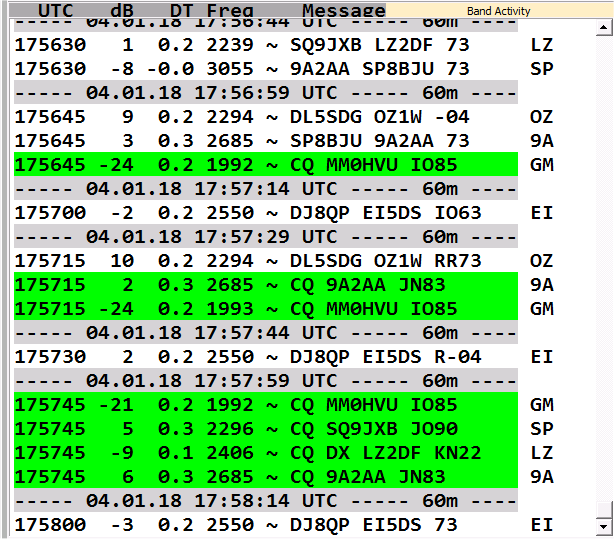 UTC dB DT Freq Message Band Activity
----- 04.01.18 17:56:44 UTC ----- 60m ----
175630 1 0.2 2239 ~ SQ9JXB LZ2DF 73 LZ
175630 -8 -0.0 3055 ~ 9A2AA SP8BJU 73 SP
----- 04.01.18 17:56:59 UTC ----- 60m ----
175645 9 0.2 2294 ~ DL5SDG OZ1W -04 OZ
175645 3 0.3 2685 ~ SP8BJU 9A2AA 73 9A
175645 -24 0.2 1992 ~ CQ MM0HVU IO85 GM
----- 04.01.18 17:57:14 UTC ----- 60m ----
175700 -2 0.2 2550 ~ DJ8QP EI5DS IO63 EI
----- 04.01.18 17:57:29 UTC ----- 60m ----
175715 10 0.2 2294 ~ DL5SDG OZ1W RR73 OZ
175715 2 0.3 2685 ~ CQ 9A2AA JN83 9A
175715 -24 0.2 1993 ~ CQ MM0HVU IO85 GM
----- 04.01.18 17:57:44 UTC ----- 60m ----
175730 2 0.2 2550 ~ DJ8QP EI5DS R-04 EI
----- 04.01.18 17:57:59 UTC ----- 60m ----
175745 -21 0.2 1992 ~ CQ MM0HVU IO85 GM
175745 5 0.3 2296 ~ CQ SQ9JXB JO90 SP
175745 -9 0.1 2406 ~ CQ DX LZ2DF KN22 LZ
175745 6 0.3 2685 ~ CQ 9A2AA JN83 9A
----- 04.01.18 17:58:14 UTC ----- 60m ----
175800 -3 0.2 2550 ~ DJ8QP EI5DS 73 EI